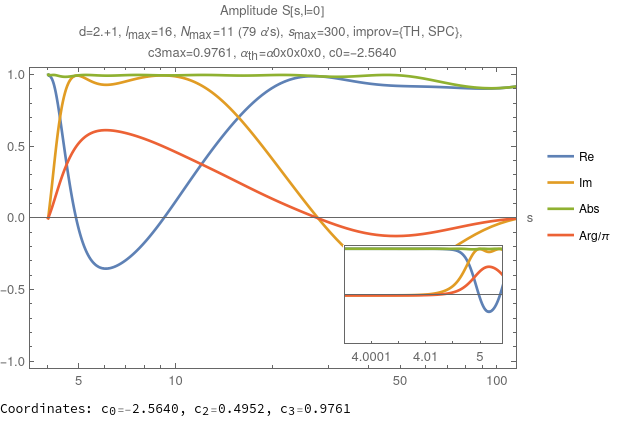 Amplitude S[s,l=0]
d=2.+1, lmax=16, Nmax=11 (79 α's), smax=300, improv={TH, SPC},
c3max=0.9761, αth=α0x0x0x0, c0=-2.5640
1.0
0.5
0.0
-0.5
-1.0
5
10
50
100
s
Re
Im
Abs
Arg/π
4.0001
4.01
5
Coordinates: c0=-2.5640, c2=0.4952, c3=0.9761